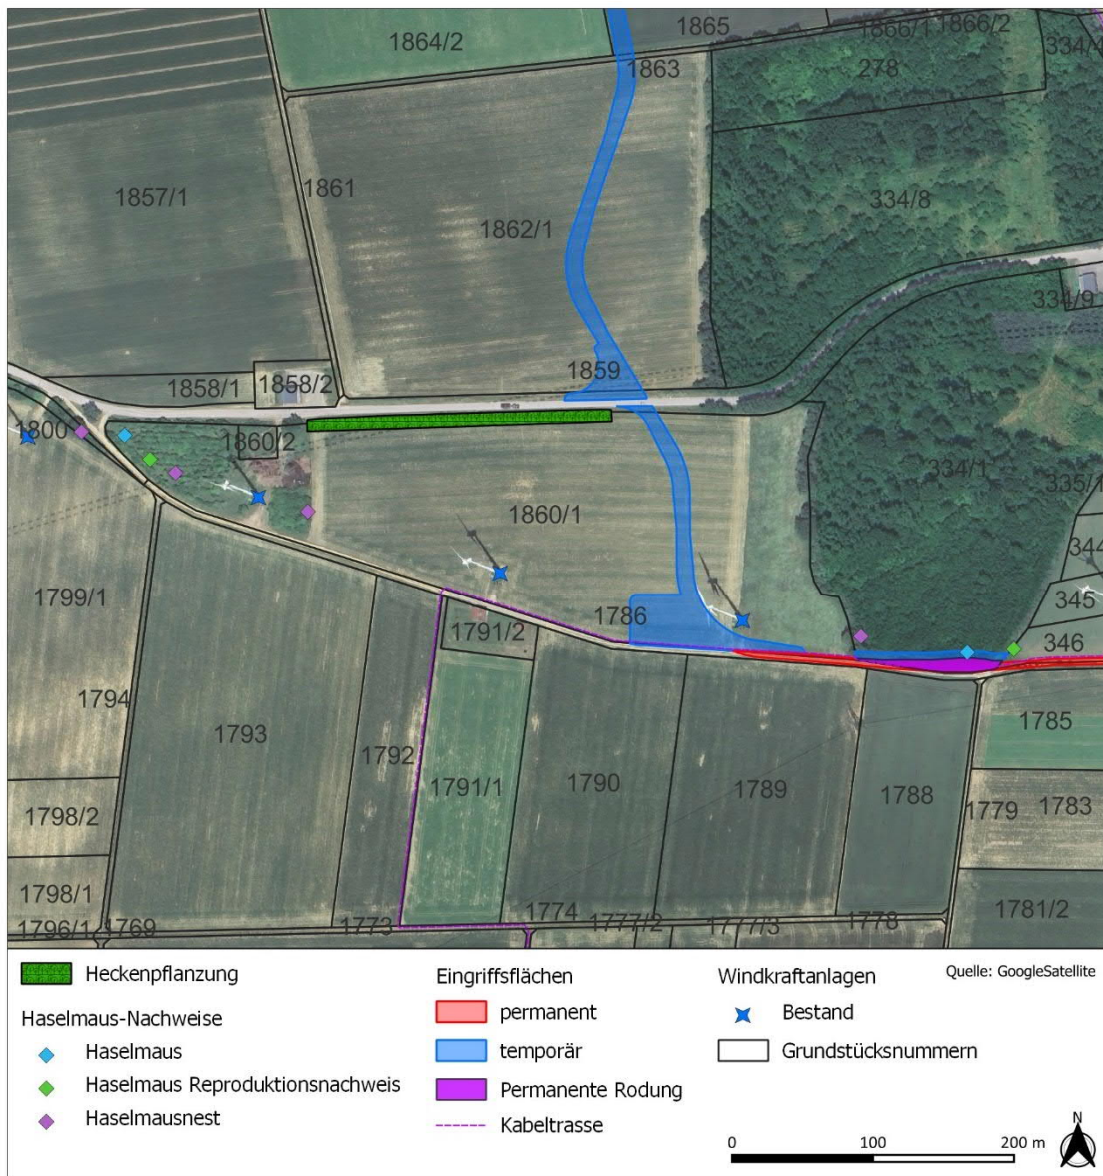 1864/2
1865
1866/1
1866/2
334/4
1863
278
1857/1
1861
1862/1
334/8
334/9
1858/1
1858/2
1859
1800
1860/2
334/1
335/1
1860/1
344
1799/1
1786
345
1791/2
346
1794
1793
1792
1791/1
1790
1789
1788
1785
1779
1783
1798/2
1798/1
1796/1
1769
1773
1774
1777/2
1777/3
1778
1781/2
Heckenpflanzung
Haselmaus-Nachweise
Haselmaus
Haselmaus Reproduktionsnachweis
Haselmausnest
Eingriffsflächen
permanent
temporär
Permanente Rodung
Kabeltrasse
Windkraftanlagen
Bestand
Grundstücksnummern
Quelle: GoogleSatellite
0 100 200 m
N